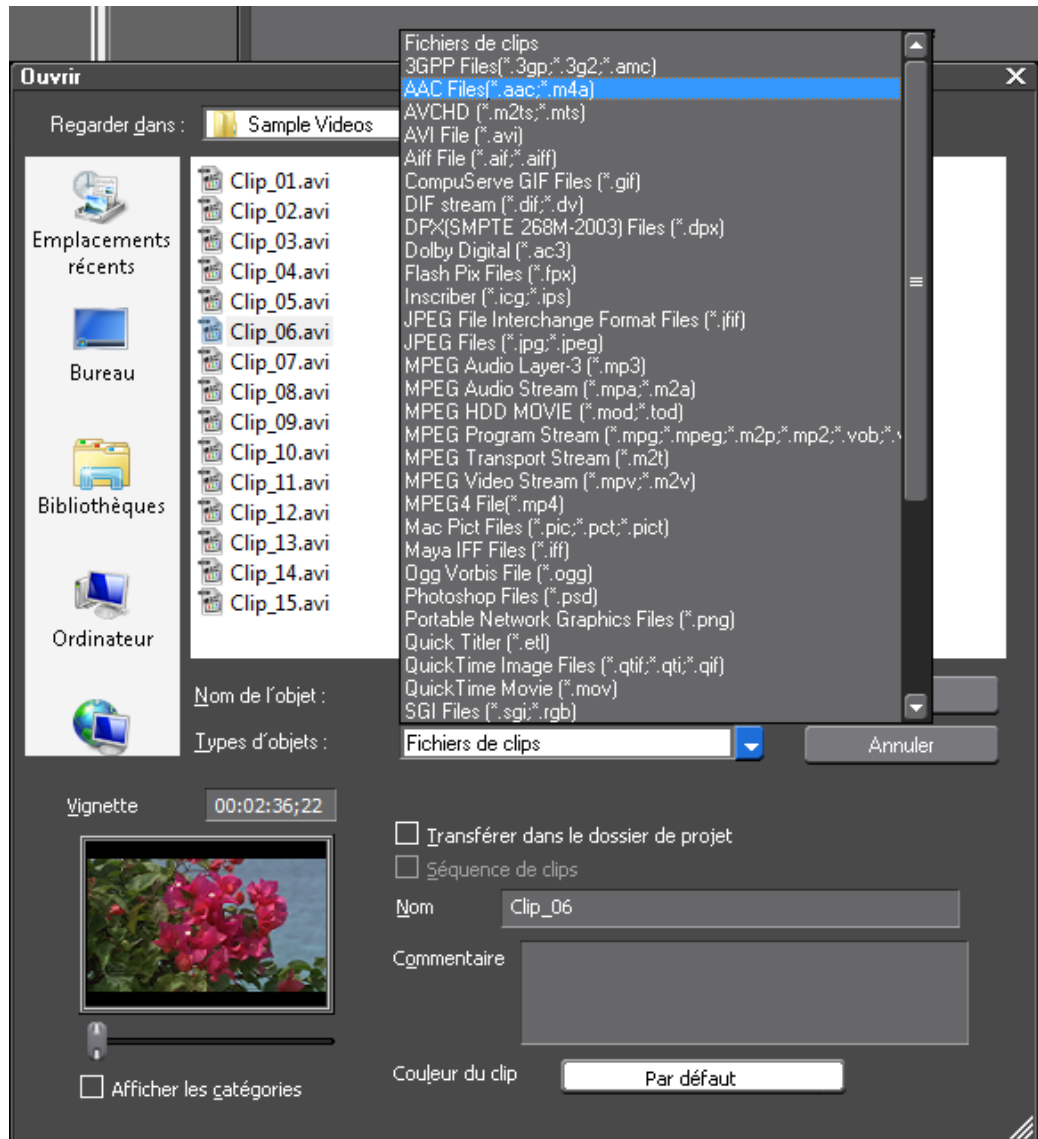 Ouvrir
Regarder dans :
Sample Videos
Emplacements
récents
Bureau
Bibliothèques
Ordinateur
Clip_01.avi
Clip_02.avi
Clip_03.avi
Clip_04.avi
Clip_05.avi
Clip_06.avi
Clip_07.avi
Clip_08.avi
Clip_09.avi
Clip_10.avi
Clip_11.avi
Clip_12.avi
Clip_13.avi
Clip_14.avi
Clip_15.avi
Fichiers de clips
3GPP Files(*.3gp;*.3g2;*.amc)
AAC Files(*.aac;*.m4a)
AVCHD (*.m2ts;*.mts)
AVI File (*.avi)
Aiff File (*.aif;*.aiff)
CompuServe GIF Files (*.gif)
DIF stream (*.dif;*.dv)
DPX(SMPTE 268M-2003) Files (*.dpx)
Dolby Digital (*.ac3)
Flash Pix Files (*.fpx)
Inscriber (*.icg;*.ips)
JPEG File Interchange Format Files (*.jfif)
JPEG Files (*.jpg;*.jpeg)
MPEG Audio Layer-3 (*.mp3)
MPEG Audio Stream (*.mpa;*.m2a)
MPEG HDD MOVIE (*.mod;*.tod)
MPEG Program Stream (*.mpg;*.mpeg;*.m2p;*.mp2;*.vob;*.
MPEG Transport Stream (*.m2t)
MPEG Video Stream (*.mpv;*.m2v)
MPEG4 File(*.mp4)
Mac Pict Files (*.pic;*.pct;*.pict)
Maya IFF Files (*.iff)
Ogg Vorbis File (*.ogg)
Photoshop Files (*.psd)
Portable Network Graphics Files (*.png)
Quick Titler (*.etl)
QuickTime Image Files (*.qtif;*.qti;*.qif)
QuickTime Movie (*.mov)
SGI Files (*.sgi;*.rgb)
Nom de l'objet :
Types d'objets :
Fichiers de clips
Annuler
Vignette
00:02:36;22
Afficher les catégories
Transférer dans le dossier de projet
Séquence de clips
Nom
Clip_06
Commentaire
Couleur du clip
Par défaut